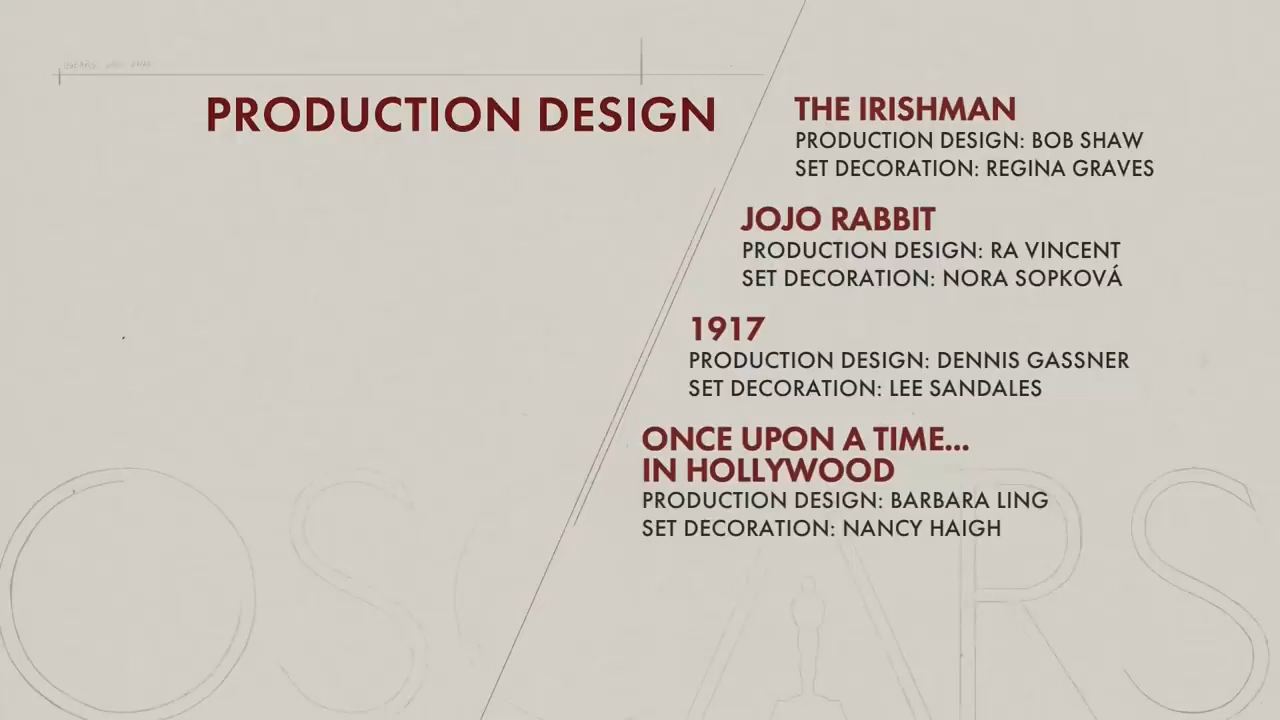 PRODUCTION DESIGN
THE IRISHMAN
PRODUCTION DESIGN: BOB SHAW
SET DECORATION: REGINA GRAVES
JOJO RABBIT
PRODUCTION DESIGN: RA VINCENT
SET DECORATION: NORA SOPKOVÁ
1917
PRODUCTION DESIGN: DENNIS GASSNER
SET DECORATION: LEE SANDALES
ONCE UPON A TIME...
IN HOLLYWOOD
PRODUCTION DESIGN: BARBARA LING
SET DECORATION: NANCY HAIGH
OSCARS